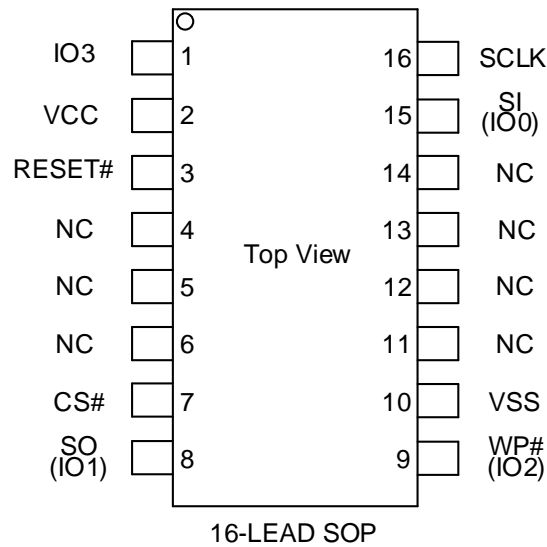 IO3 1 16 SCLK
VCC 2 15 SI
(IO0)
RESET# 3 14 NC
NC 4 13 NC
Top View
NC 5 12 NC
NC 6 11 NC
CS# 7 10 VSS
SO
(IO1) 8 9 WP#
(IO2)
16-LEAD SOP